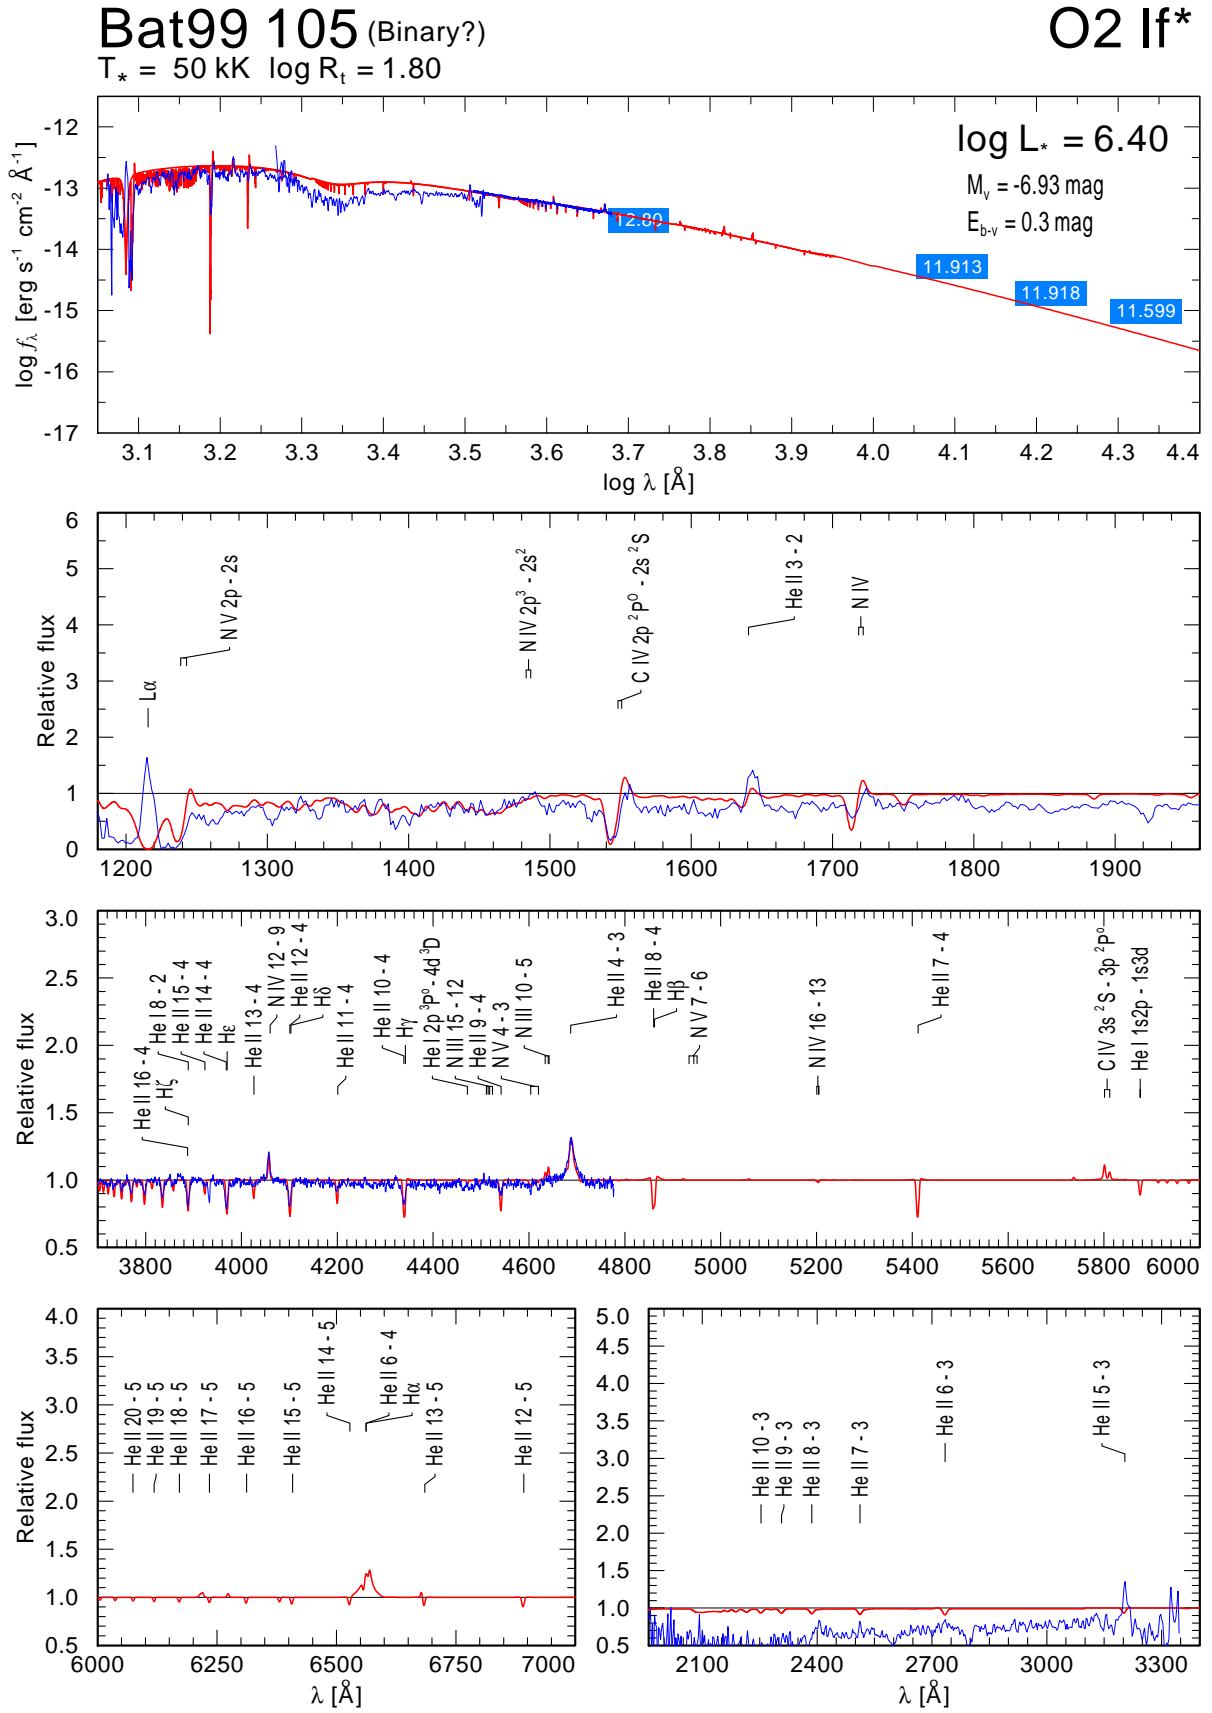 Bat99 105 (Binary?)
O2 If*
T* = 50 kK log Rt = 1.80
log L* = 6.40
Mv = -6.93 mag
Eb-v = 0.3 mag
12.80
11.913
11.918
11.599
log fλ [erg s-1 cm-2 Å-1]
-12
-13
-14
-15
-16
-17
3.1 3.2 3.3 3.4 3.5 3.6 3.7 3.8 3.9 4.0 4.1 4.2 4.3 4.4
log λ [Å]
Relative flux
6
5
4
3
2
1
0
Lα
N V 2p - 2s
N IV 2p3 - 2s2
C IV 2p 2P0 - 2s 2S
He II 3 - 2
N IV
1200 1300 1400 1500 1600 1700 1800 1900
Relative flux
3.0
2.5
2.0
1.5
1.0
0.5
He II 16 - 4
Hζ
He I 8 - 2
He II 15 - 4
He II 14 - 4
Hε
He II 13 - 4
N IV 12 - 9
He II 12 - 4
Hδ
He II 11 - 4
He II 10 - 4
Hγ
He I 2p 3P0 - 4d 3D
N III 15 - 12
He II 9 - 4
N V 4 - 3
N III 10 - 5
He II 4 - 3
He II 8 - 4
Hβ
N V 7 - 6
N IV 16 - 13
He II 7 - 4
C IV 3s 2S - 3p 2P0
He I 1s2p - 1s3d
3800 4000 4200 4400 4600 4800 5000 5200 5400 5600 5800 6000
Relative flux
4.0
3.5
3.0
2.5
2.0
1.5
1.0
0.5
He II 20 - 5
He II 19 - 5
He II 18 - 5
He II 17 - 5
He II 16 - 5
He II 15 - 5
He II 14 - 5
He II 6 - 4
Hα
He II 13 - 5
He II 12 - 5
6000 6250 6500 6750 7000
λ [Å]
5.0
4.5
4.0
3.5
3.0
2.5
2.0
1.5
1.0
0.5
He II 10 - 3
He II 9 - 3
He II 8 - 3
He II 7 - 3
He II 6 - 3
He II 5 - 3
2100 2400 2700 3000 3300
λ [Å]